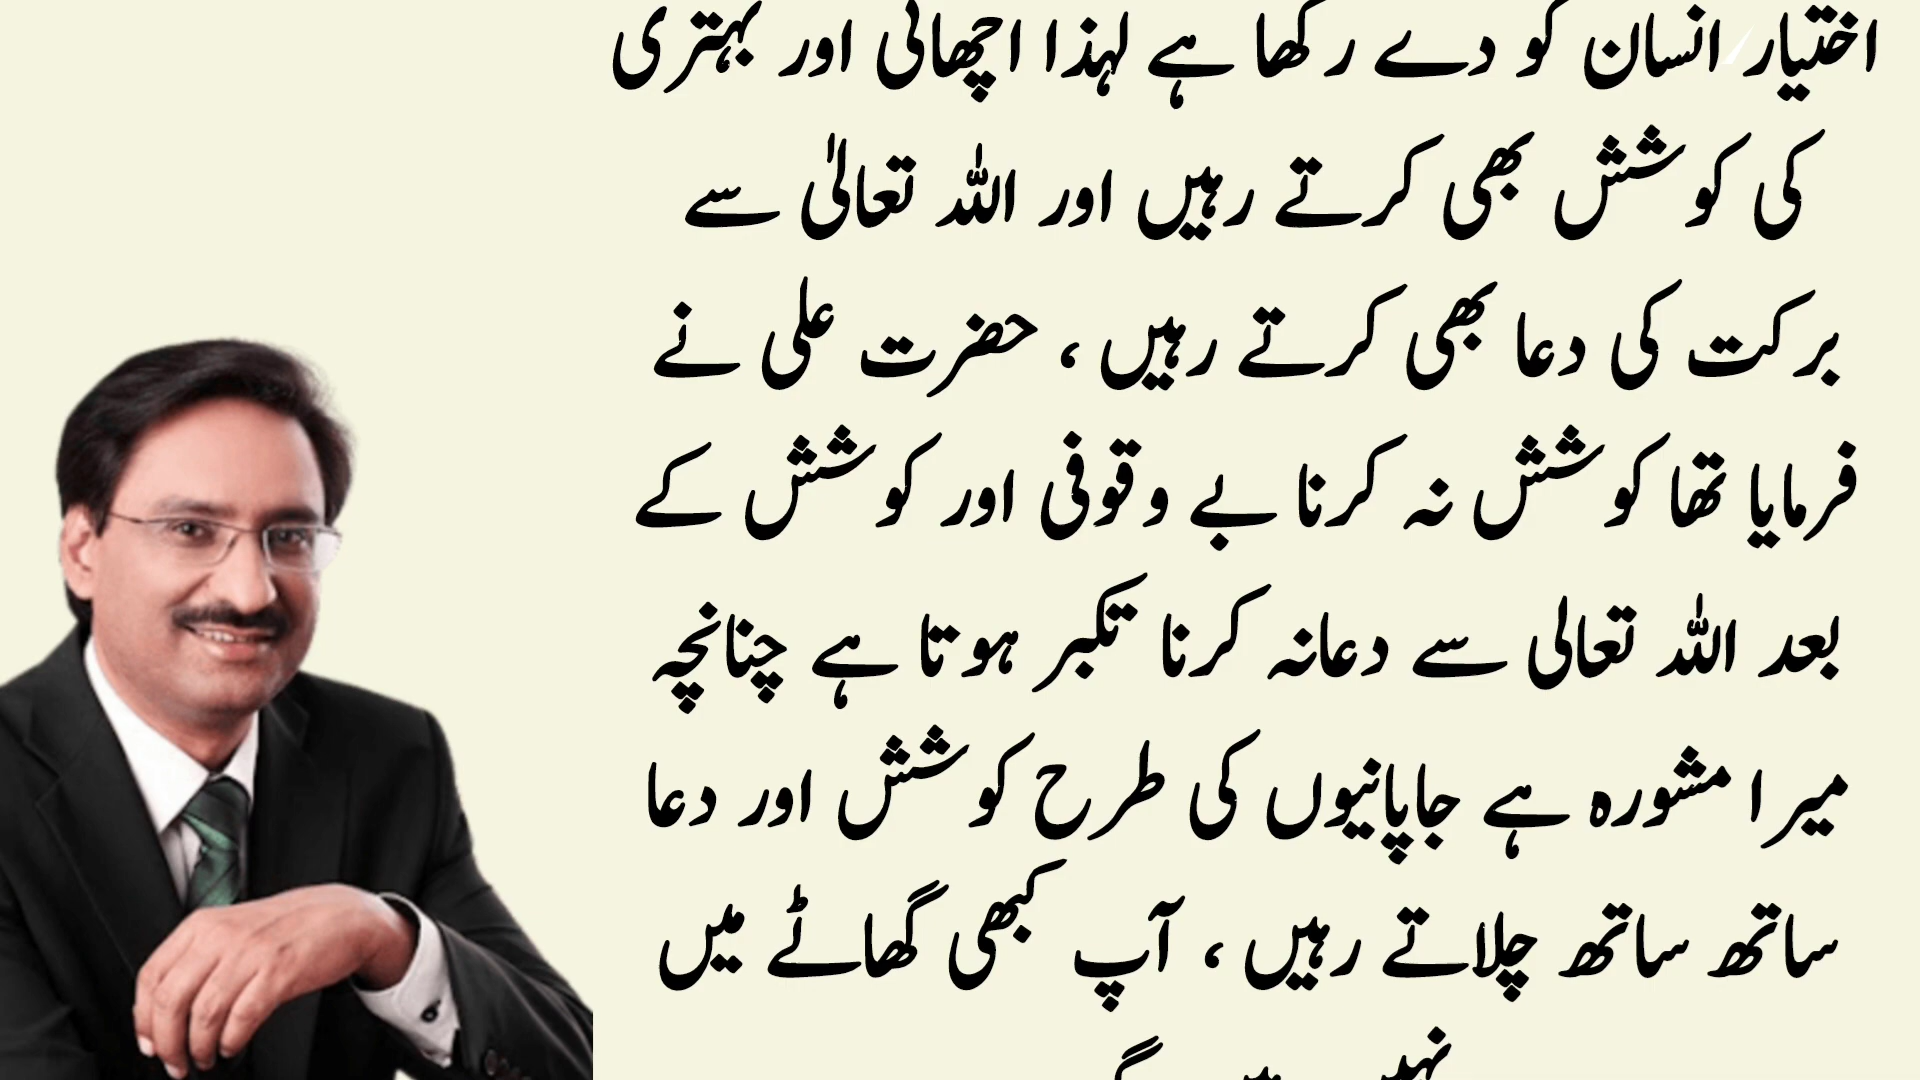 اختیار انسان کو دے رکھا ہے لہذا اچھائی اور بہتری
کی کوشش بھی کرتے رہیں اور اللہ تعالیٰ سے
برکت کی دعا بھی کرتے رہیں ، حضرت علی نے
فرمایا تھا کوشش نہ کرنا بے وقوفی اور کوشش کے
بعد اللہ تعالی سے دعانہ کرنا تکبر ہوتا ہے چنانچہ
میرا مشورہ ہے جاپانیوں کی طرح کوشش اور دعا
ساتھ ساتھ چلاتے رہیں ، آپ کبھی گھاٹے میں